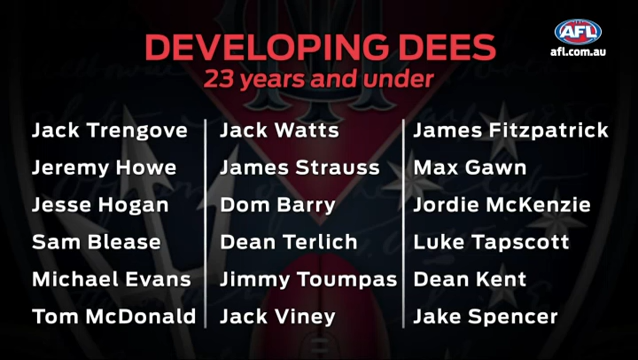 AFL
afl.com.au
DEVELOPING DEES
23 years and under
Jack Trengove
Jeremy Howe
Jesse Hogan
Sam Blease
Michael Evans
Tom McDonald
Jack Watts
James Strauss
Dom Barry
Dean Terlich
Jimmy Toumpas
Jack Viney
James Fitzpatrick
Max Gawn
Jordie McKenzie
Luke Tapscott
Dean Kent
Jake Spencer